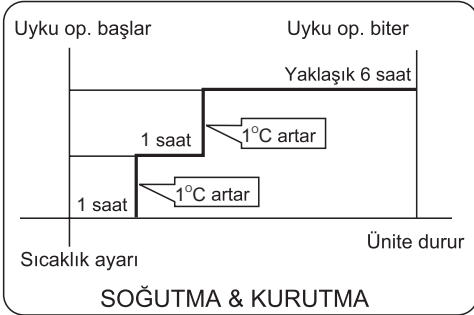 Uyku op. başlar
Uyku op. biter
Yaklaşık 6 saat
1 saat
1°C artar
1 saat
1°C artar
Sıcaklık ayarı
Ünite durur
SOĞUTMA & KURUTMA